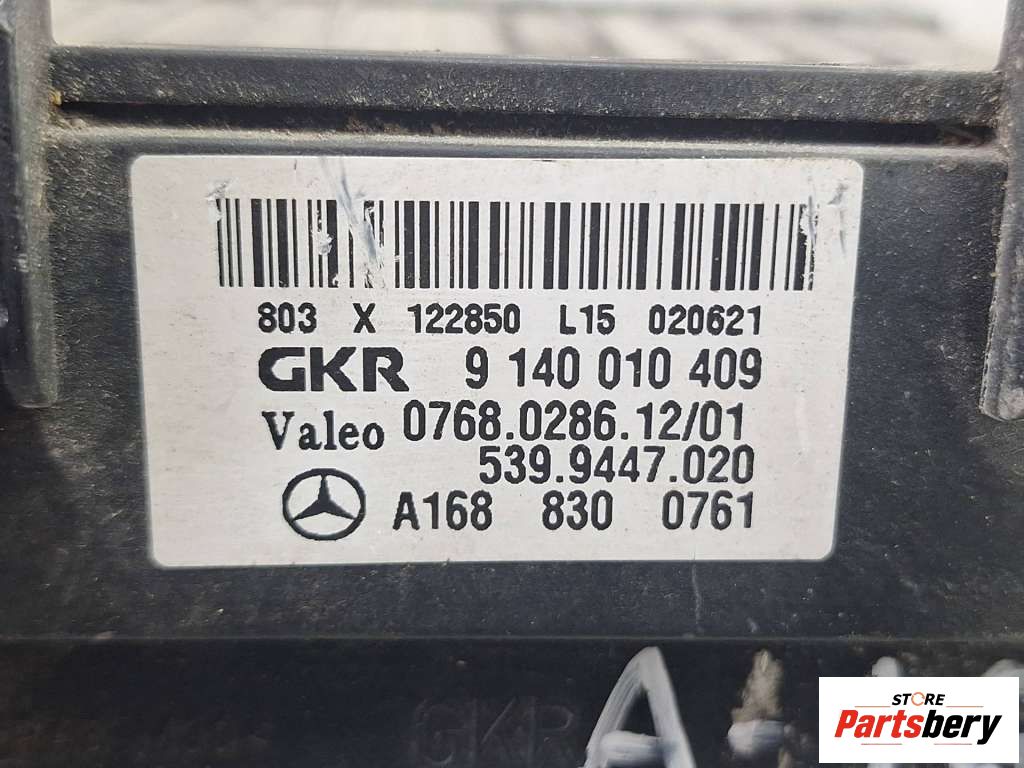 803 X 122850 L15 020621
GKR 9 140 010 409
Valeo 0768.0286.12/01
539.9447.020
A168 830 0761
GKR
A
STORE
Partsbery